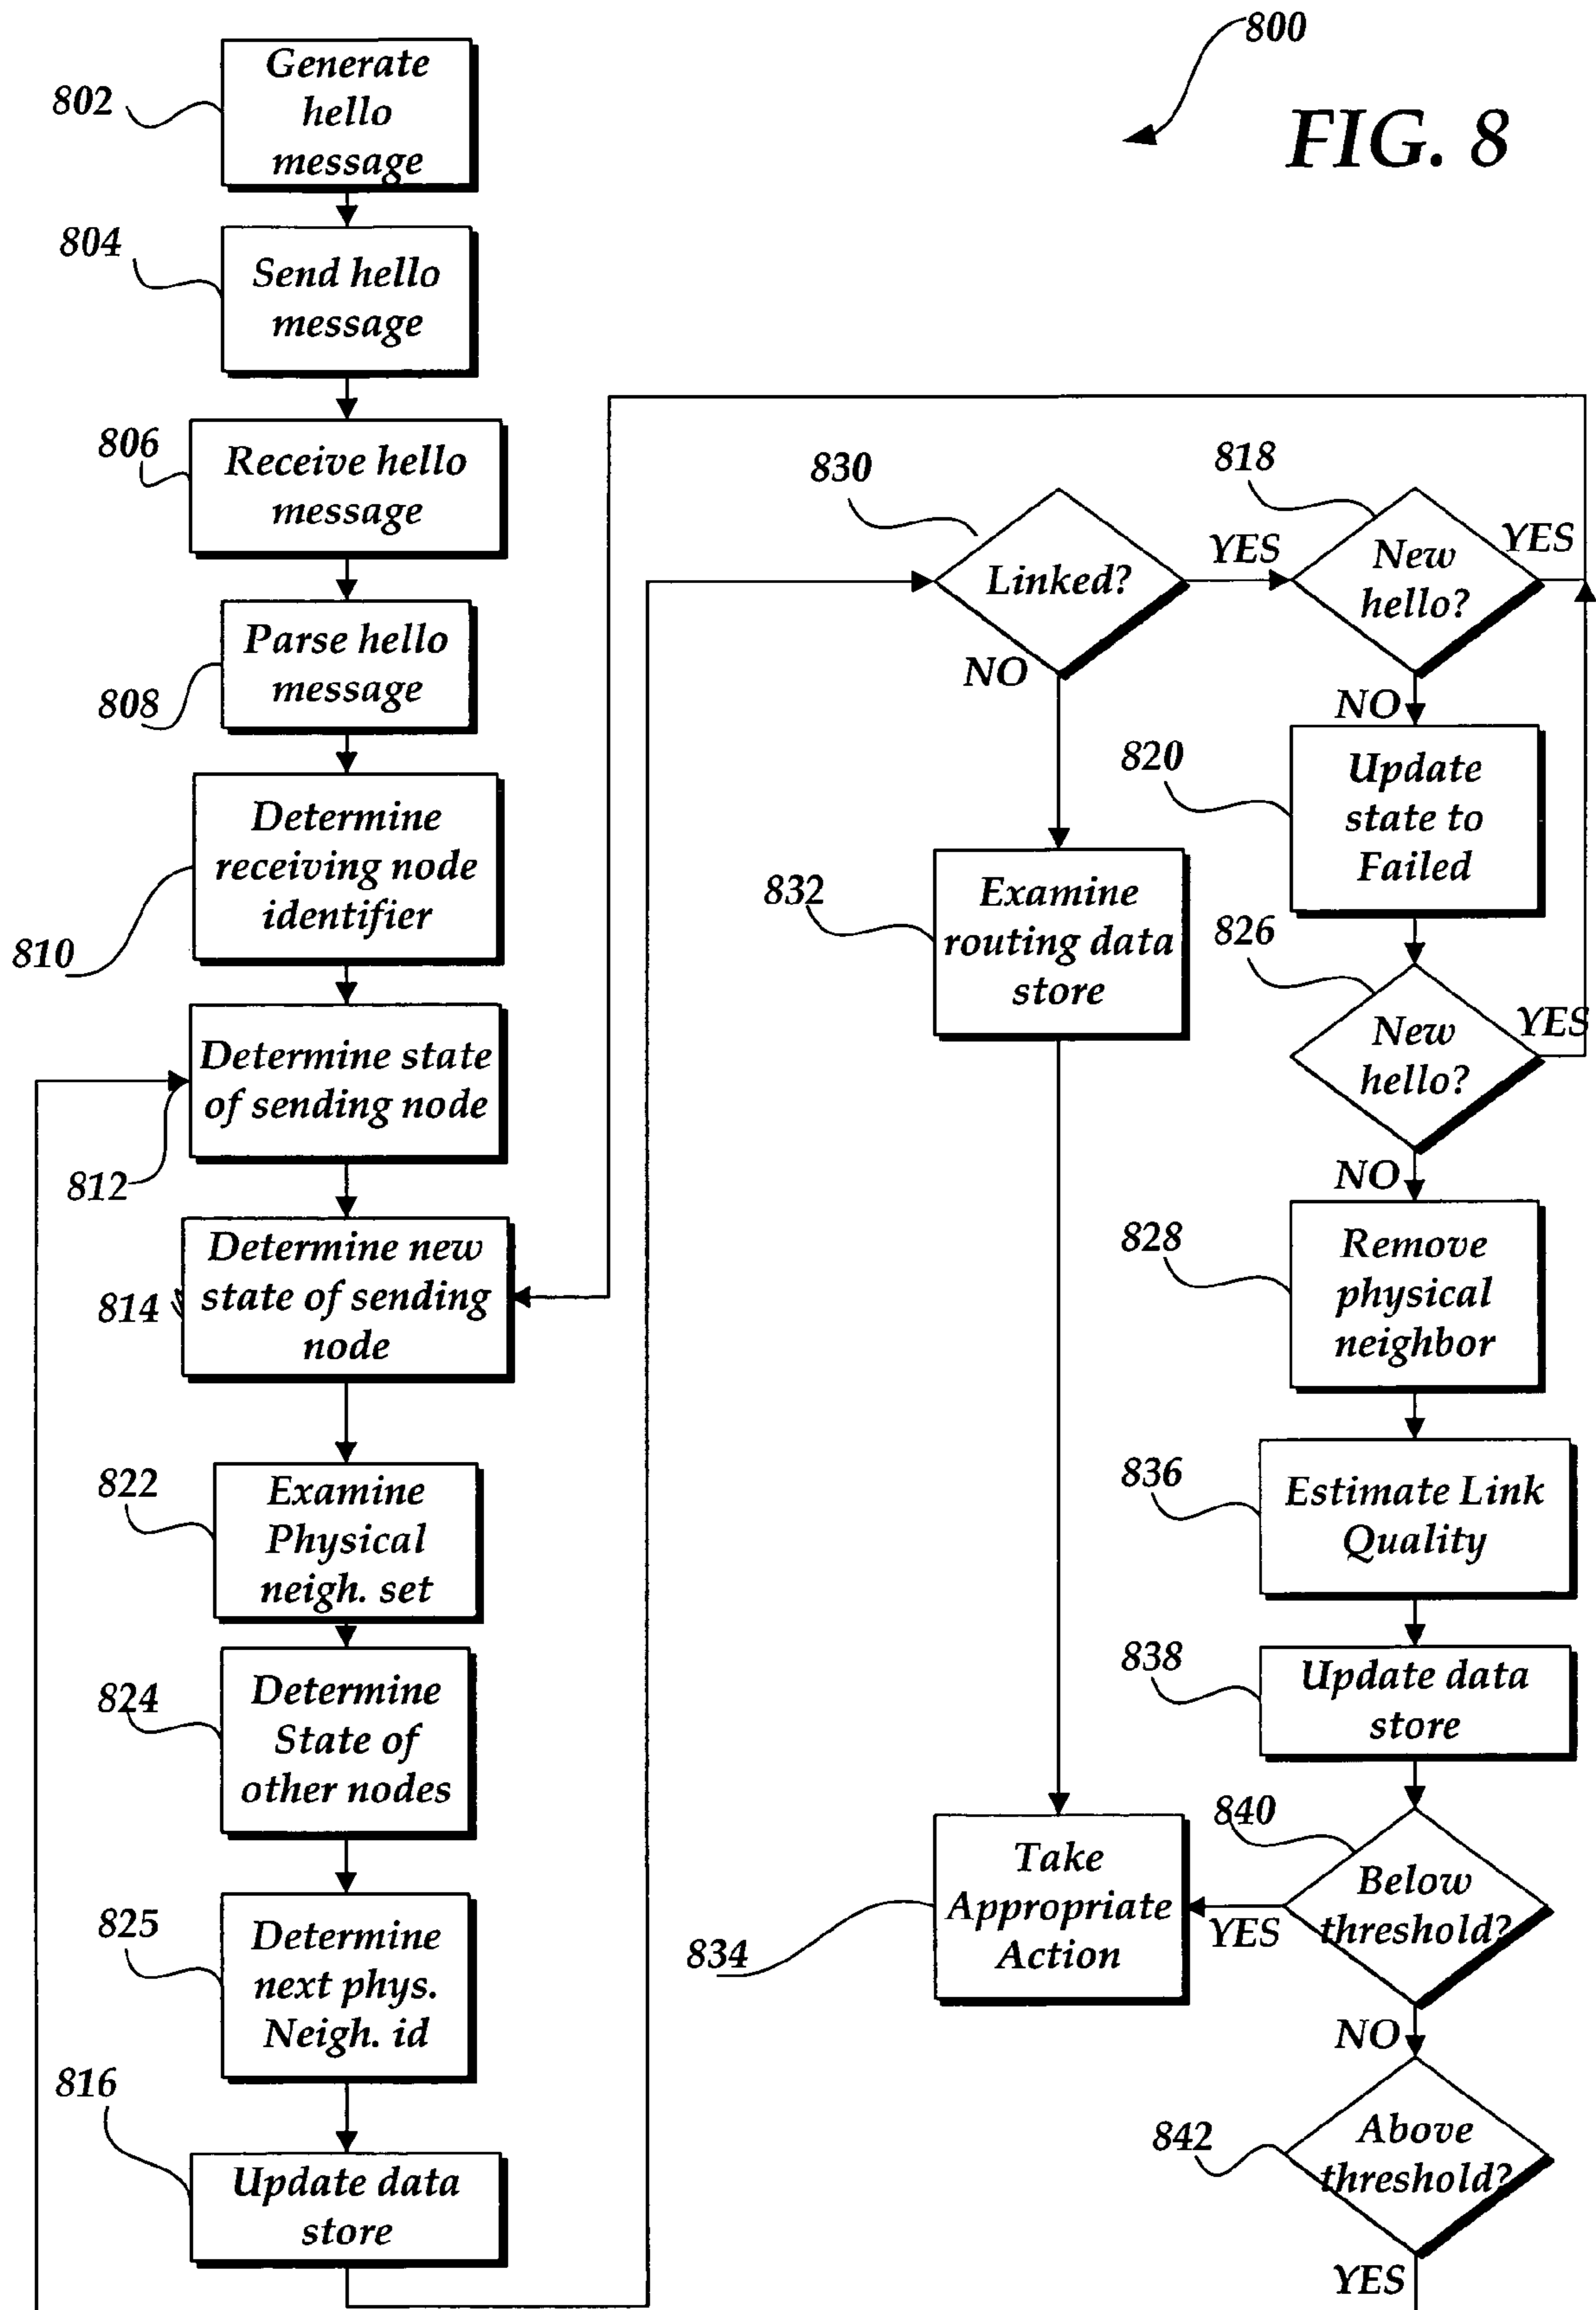 800
FIG. 8
802
Generate
hello
message
804
Send hello
message
806
Receive hello
message
808
Parse hello
message
810
Determine
receiving node
identifier
812
Determine state
of sending node
814
Determine new
state of sending
node
822
Examine
Physical
neigh. set
824
Determine
State of
other nodes
825
Determine
next phys.
Neigh. id
816
Update data
store
830
Linked?
YES
NO
832
Examine
routing data
store
834
Take
Appropriate
Action
818
New
hello?
YES
NO
820
Update
state to
Failed
826
New
hello?
YES
NO
828
Remove
physical
neighbor
836
Estimate Link
Quality
838
Update data
store
840
Below
threshold?
YES
NO
842
Above
threshold?
YES